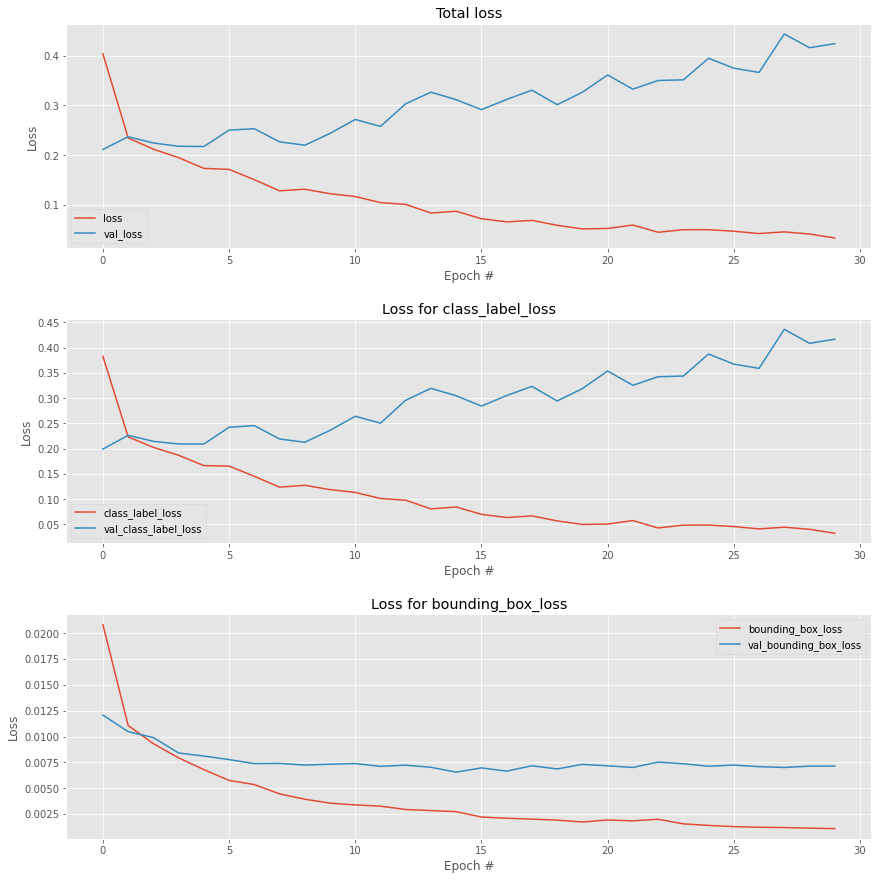 Total loss
0.4
0.3
0.2
0.1
Loss
loss
val_loss
0 5 10 15 20 25 30
Epoch #
Loss for class_label_loss
0.45
0.40
0.35
0.30
0.25
0.20
0.15
0.10
0.05
Loss
class_label_loss
val_class_label_loss
0 5 10 15 20 25 30
Epoch #
Loss for bounding_box_loss
0.0200
0.0175
0.0150
0.0125
0.0100
0.0075
0.0050
0.0025
Loss
bounding_box_loss
val_bounding_box_loss
0 5 10 15 20 25 30
Epoch #